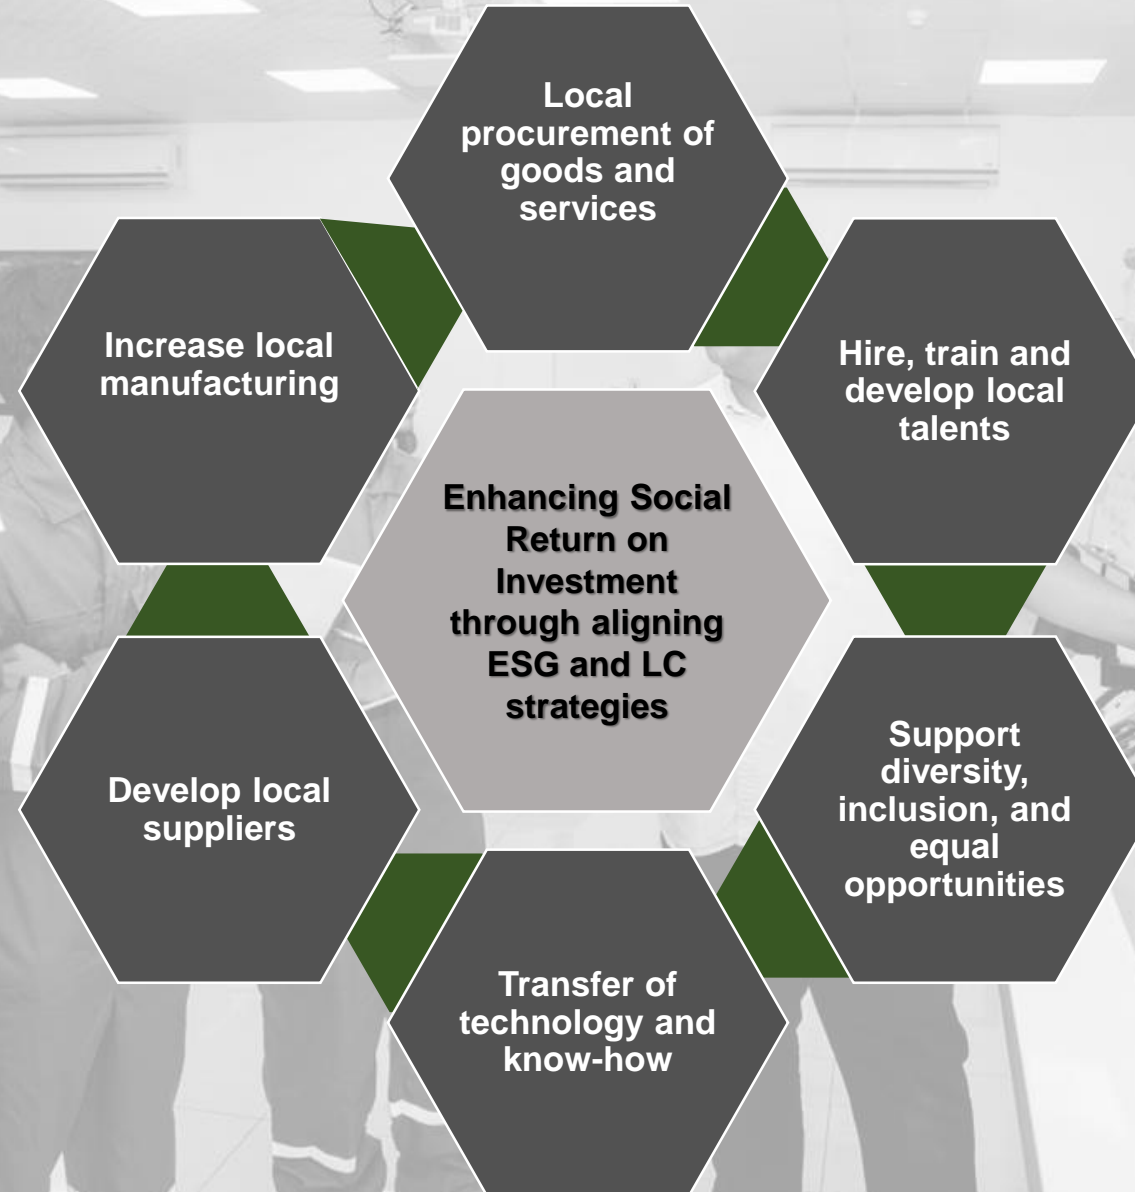 Local
procurement of
goods and
services
Hire, train and
develop local
talents
Support
diversity,
inclusion, and
equal
opportunities
Transfer of
technology and
know-how
Develop local
suppliers
Increase local
manufacturing
Enhancing Social
Return on
Investment
through aligning
ESG and LC
strategies